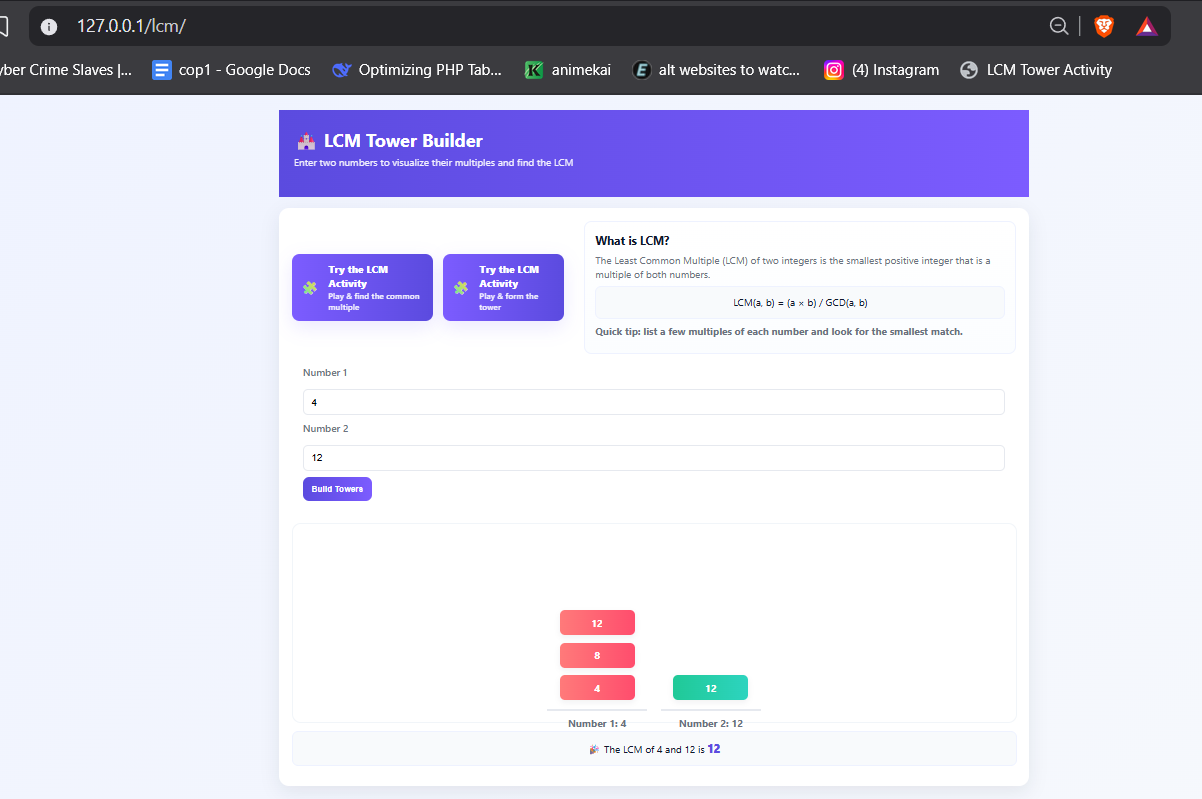 127.0.0.1/lcm/
yber Crime Slaves |...
cop1 - Google Docs
Optimizing PHP Tab...
animekai
alt websites to watc...
(4) Instagram
LCM Tower Activity
🏰 LCM Tower Builder
Enter two numbers to visualize their multiples and find the LCM
Try the LCM
Activity
Play & find the common
multiple
Try the LCM
Activity
Play & form the
tower
What is LCM?
The Least Common Multiple (LCM) of two integers is the smallest positive integer that is a
multiple of both numbers.
LCM(a, b) = (a × b) / GCD(a, b)
Quick tip: list a few multiples of each number and look for the smallest match.
Number 1
4
Number 2
12
Build Towers
12
8
4
Number 1: 4
12
Number 2: 12
🎉 The LCM of 4 and 12 is 12